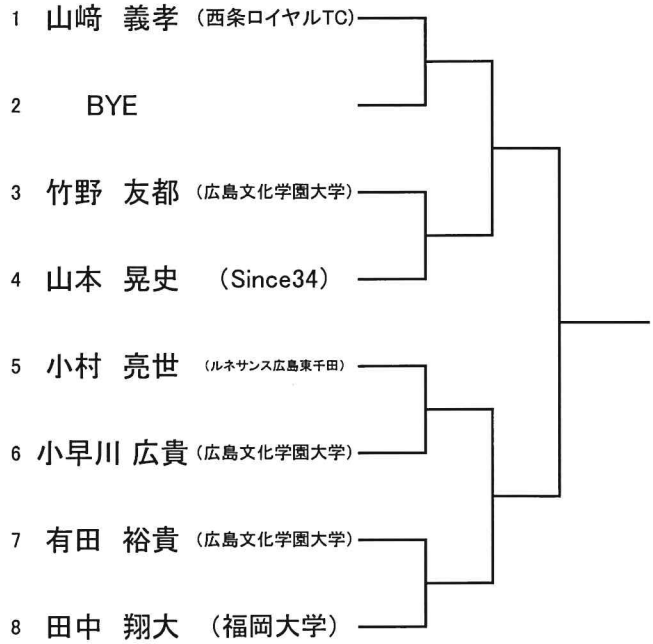 1 山﨑 義孝 (西条ロイヤルTC)
2 BYE
3 竹野 友都 (広島文化学園大学)
4 山本 晃史 (Since34)
5 小村 亮世 (ルネサンス広島東千田)
6 小早川 広貴 (広島文化学園大学)
7 有田 裕貴 (広島文化学園大学)
8 田中 翔大 (福岡大学)